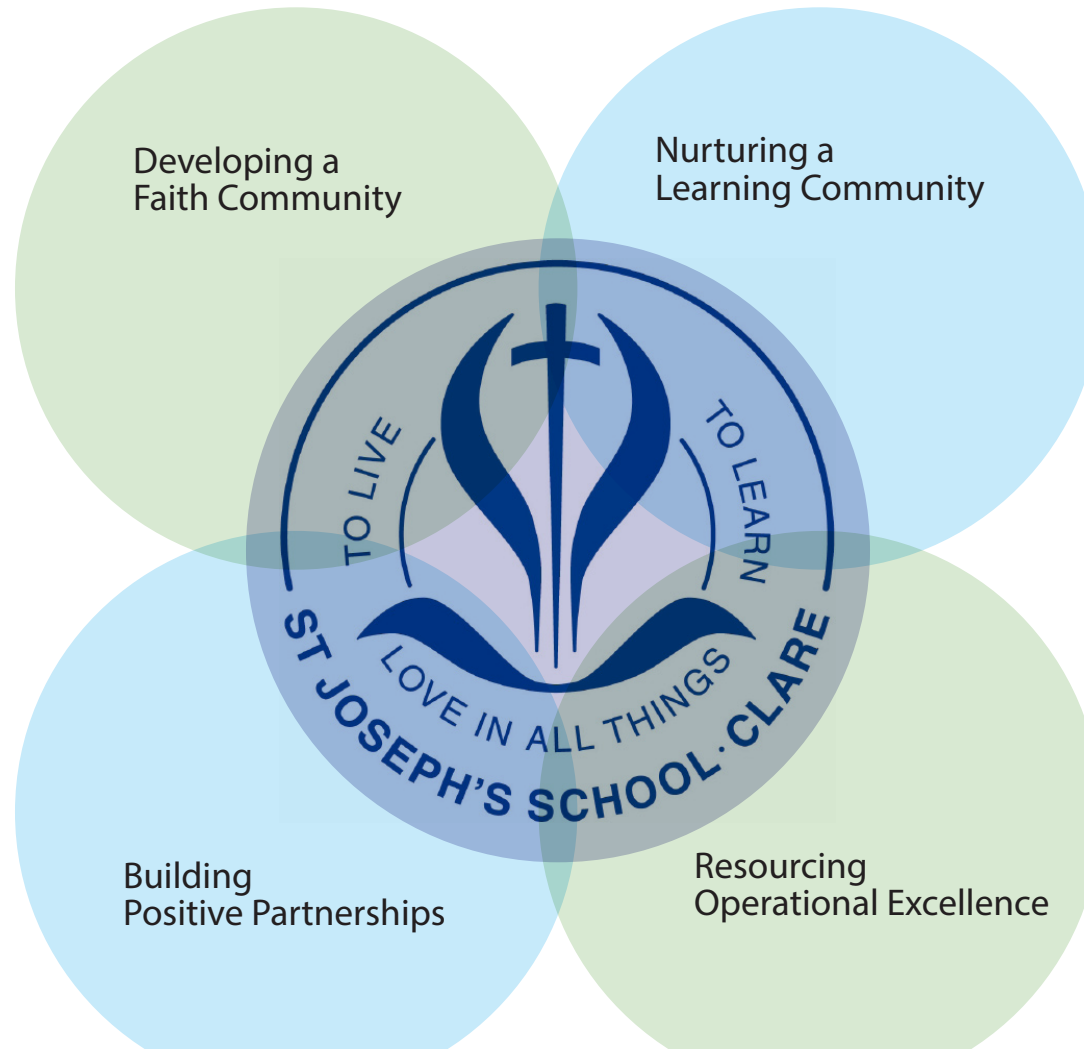 Developing a
Faith Community
Nurturing a
Learning Community
TO LIVE
TO LEARN
LOVE IN ALL THINGS
ST JOSEPH'S SCHOOL · CLARE
Building
Positive Partnerships
Resourcing
Operational Excellence